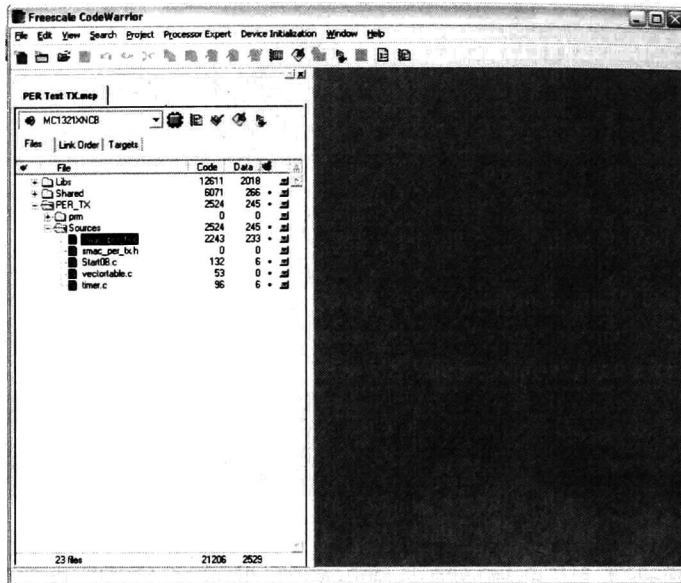 Freescale CodeWarrior
File Edit View Search Project Processor Expert Device Initialization Window Help
PER Test TX.mcp
MC1321XNCB
Files Link Order Targets
File Code Data
Libs 12611 2018
Shared 6071 266
PER_TX 2524 245
prm 0 0
Sources 2524 245
2243 233
smac_per_tx.h 0 0
Start08.c 132 6
vectortable.c 53 0
timer.c 96 6
23 files 21206 2529